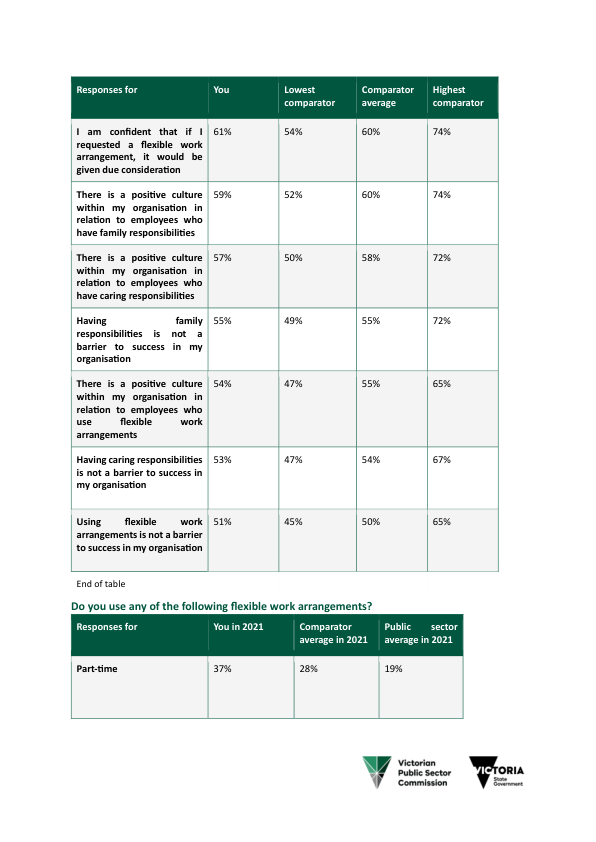 Responses for You Lowest Comparator Highest
comparator average comparator
I am confident that if I 61% 54% 60% 74%
requested a flexible work
arrangement, it would be
given due consideration
There is a positive culture 59% 52% 60% 74%
within my organisation in
relation to employees who
have family responsibilities
There is a positive culture 57% 50% 58% 72%
within my organisation in
relation to employees who
have caring responsibilities
Having family 55% 49% 55% 72%
responsibilities is not a
barrier to success in my
organisation
There is a positive culture 54% 47% 55% 65%
within my organisation in
relation to employees who
use flexible work
arrangements
Having caring responsibilities 53% 47% 54% 67%
is not a barrier to success in
my organisation
Using flexible work 51% 45% 50% 65%
arrangements is not a barrier
to success in my organisation
End of table
Do you use any of the following flexible work arrangements?
Responses for You in 2021 Comparator Public sector
average in 2021 average in 2021
Part-time 37% 28% 19%
Victorian
Public Sector
Commission
VICTORIA
State
Government